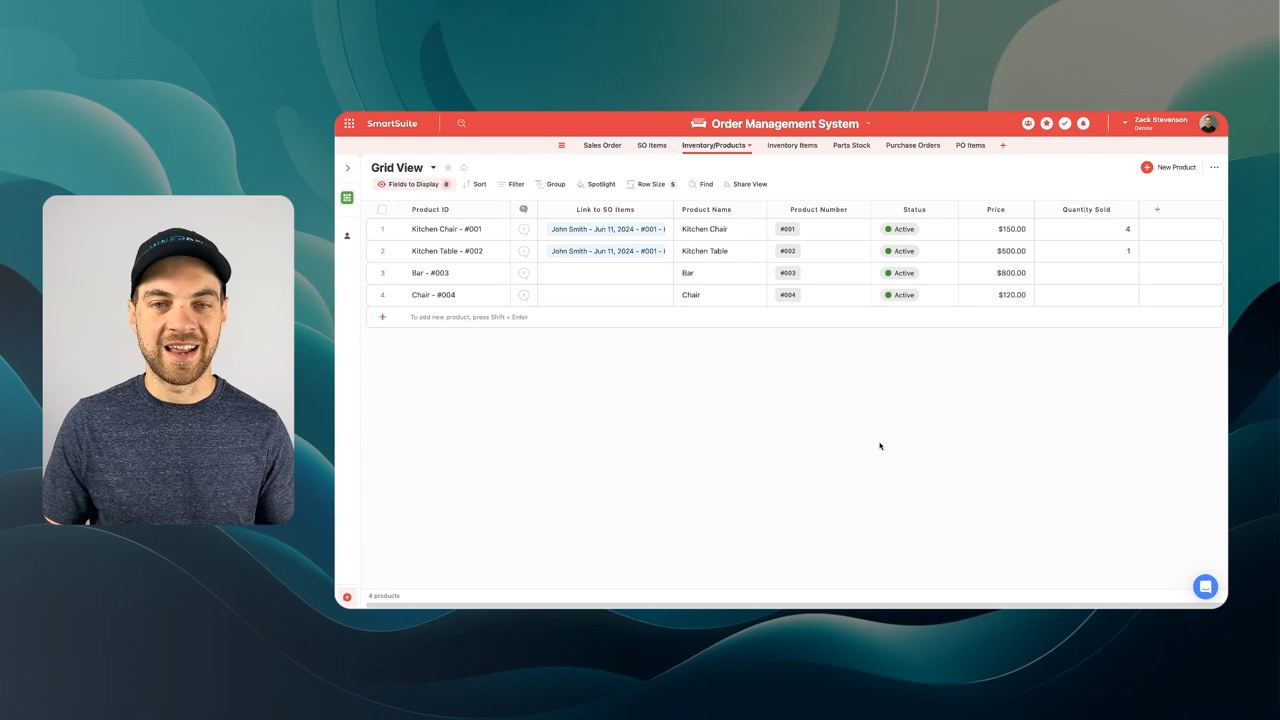 SmartSuite
Order Management System
Zack Stevenson
Demos
Sales Order SO Items Inventory/Products Inventory Items Parts Stock Purchase Orders PO Items
Grid View
New Product
Fields to Display 8 Sort Filter Group Spotlight Row Size S Find Share View
Product ID Link to SO Items Product Name Product Number Status Price Quantity Sold
1 Kitchen Chair - #001 John Smith - Jun 11, 2024 - #001 - Kitchen Chair #001 Active $150.00 4
2 Kitchen Table - #002 John Smith - Jun 11, 2024 - #001 - Kitchen Table #002 Active $500.00 1
3 Bar - #003 Bar #003 Active $800.00
4 Chair - #004 Chair #004 Active $120.00
To add new product, press Shift + Enter
4 products